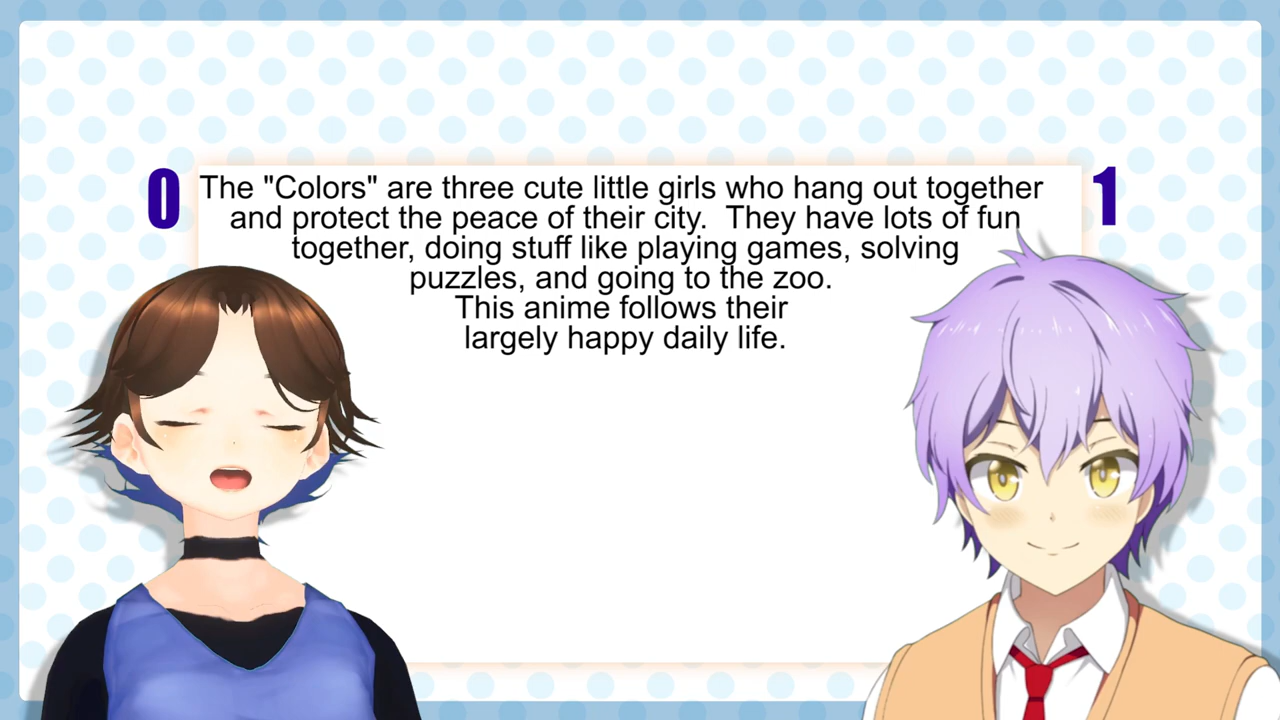 0
1
The "Colors" are three cute little girls who hang out together
and protect the peace of their city.  They have lots of fun
together, doing stuff like playing games, solving
puzzles, and going to the zoo.
This anime follows their
largely happy daily life.